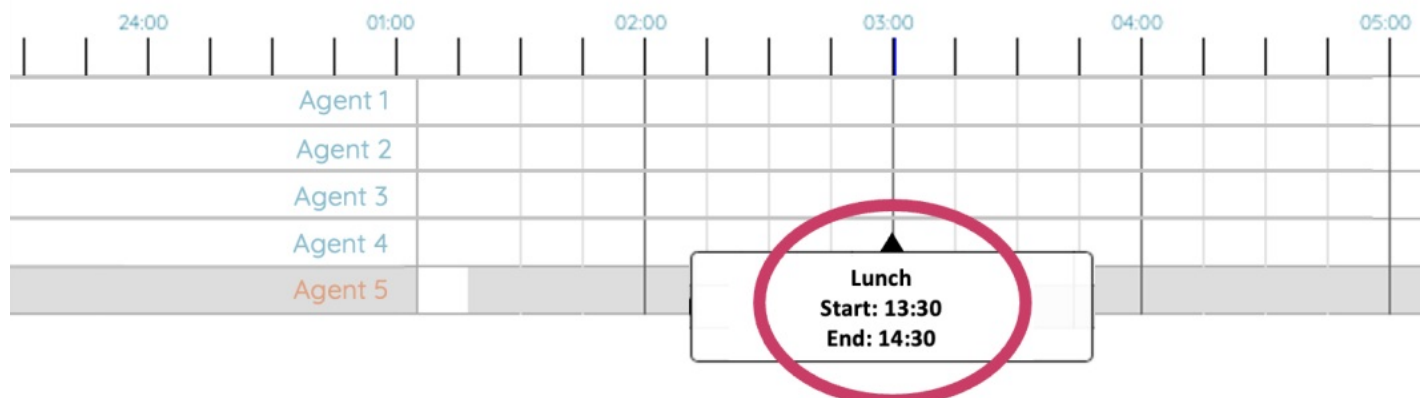 24:00 01:00 02:00 03:00 04:00 05:00
Agent 1
Agent 2
Agent 3
Agent 4
Agent 5
Lunch
Start: 13:30
End: 14:30